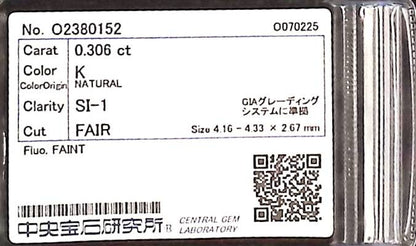 No. O2380152 O070225
Carat 0.306 ct
Color K
ColorOrigin NATURAL
Clarity SI-1
GIAグレーディング
システムに準拠
Cut FAIR Size 4.16 - 4.33 × 2.67 mm
Fluo. FAINT
中央宝石研究所® CENTRAL GEM
LABORATORY